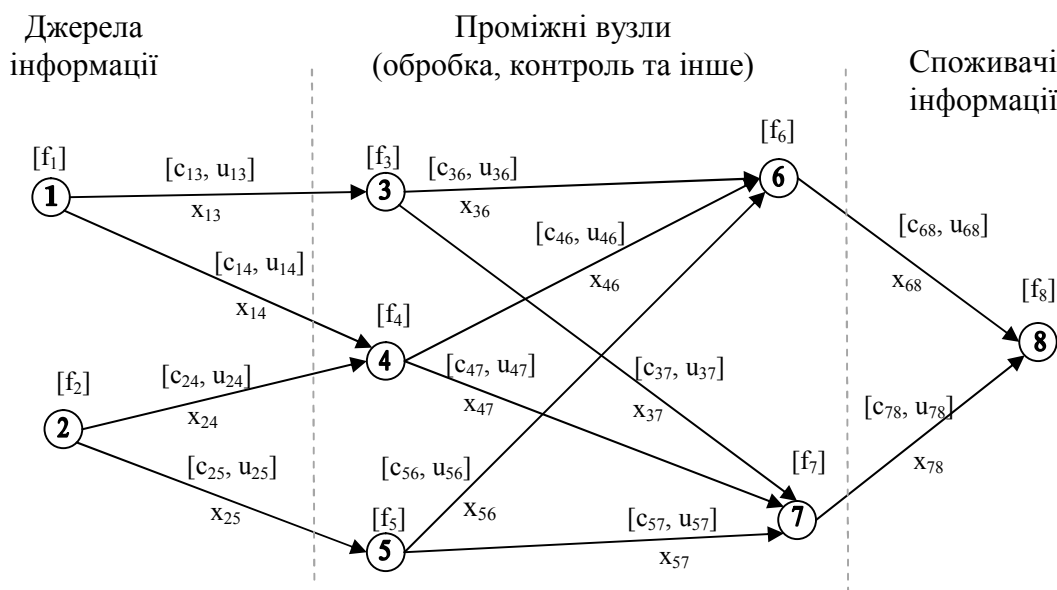 Джерела
інформації
Проміжні вузли
(обробка, контроль та інше)
Споживачі
інформації
[f₁]
1
[c₁₃, u₁₃]
x₁₃
[c₁₄, u₁₄]
x₁₄
[f₂]
2
[c₂₄, u₂₄]
x₂₄
[c₂₅, u₂₅]
x₂₅
[f₃]
3
[c₃₆, u₃₆]
x₃₆
[f₄]
4
[c₄₆, u₄₆]
x₄₆
[c₄₇, u₄₇]
x₄₇
[c₃₇, u₃₇]
x₃₇
[f₅]
5
[c₅₆, u₅₆]
x₅₆
[c₅₇, u₅₇]
x₅₇
[f₆]
6
[c₆₈, u₆₈]
x₆₈
[f₇]
7
[c₇₈, u₇₈]
x₇₈
[f₈]
8